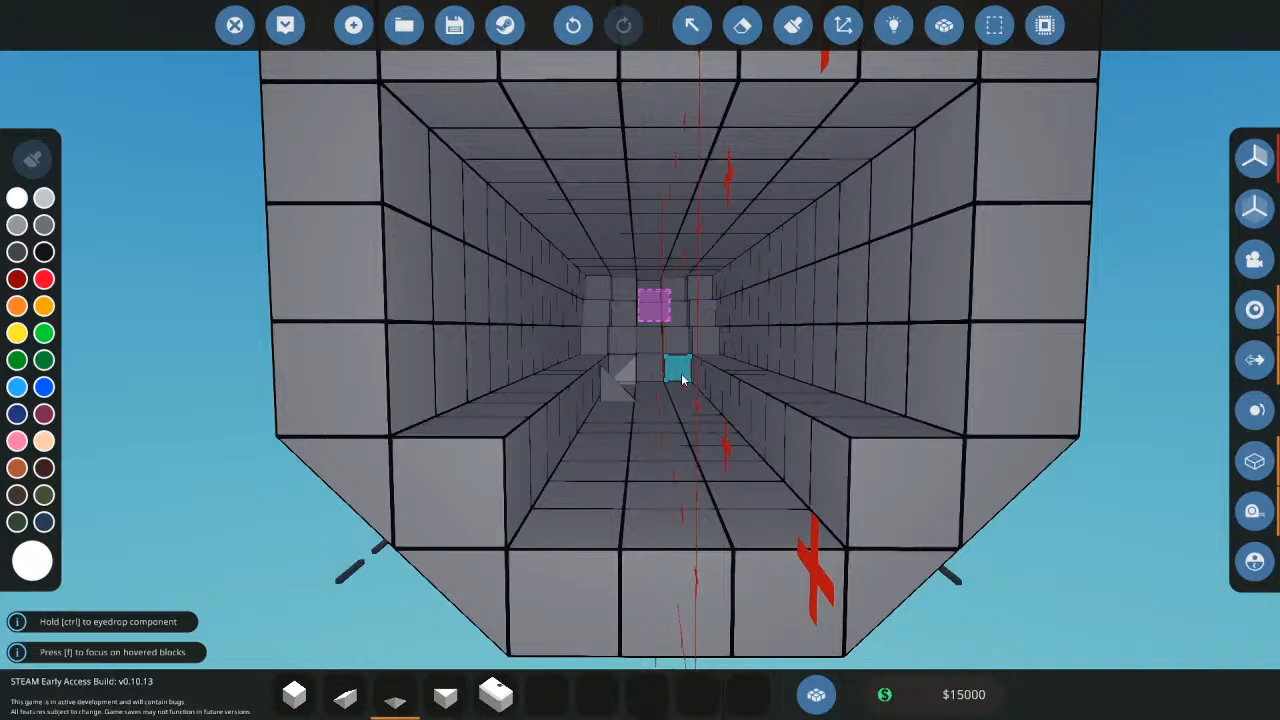 Hold [ctrl] to eyedrop component
Press [f] to focus on hovered blocks
STEAM Early Access Build: v0.10.13
This game is in active development and will contain bugs
All features subject to change. Game saves may not function in future versions
$15000